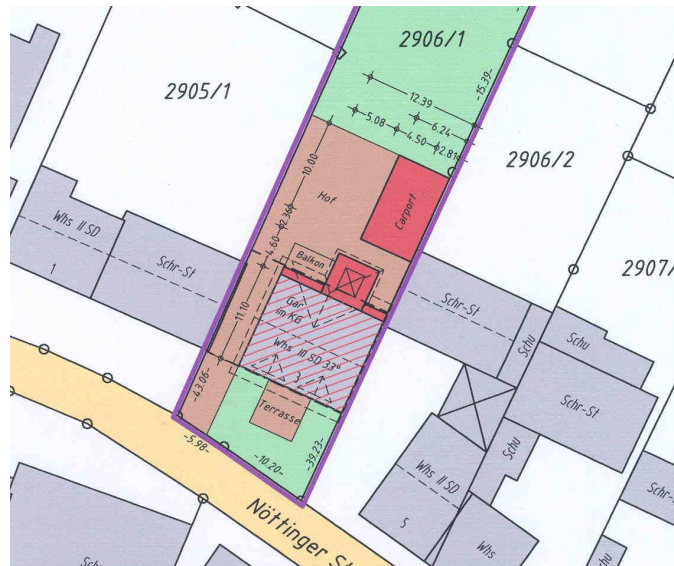 2906/1
2905/1
-15.39-
12.39
6.24
5.08
4.50
2.81
2906/2
10.00
Hof
Carport
2.36
Whs II SD
1
Schr-St
4.60
Balkon
2907/
Schr-St
Gar
im KG
Schu
Schu
11.10
Whs III SD 33°
Schr-St
-43.06-
Terrasse
-39.23-
Schu
-5.98-
-10.20-
Whs II SD
5
Schr-
Nöttinger St
Whs
Schu